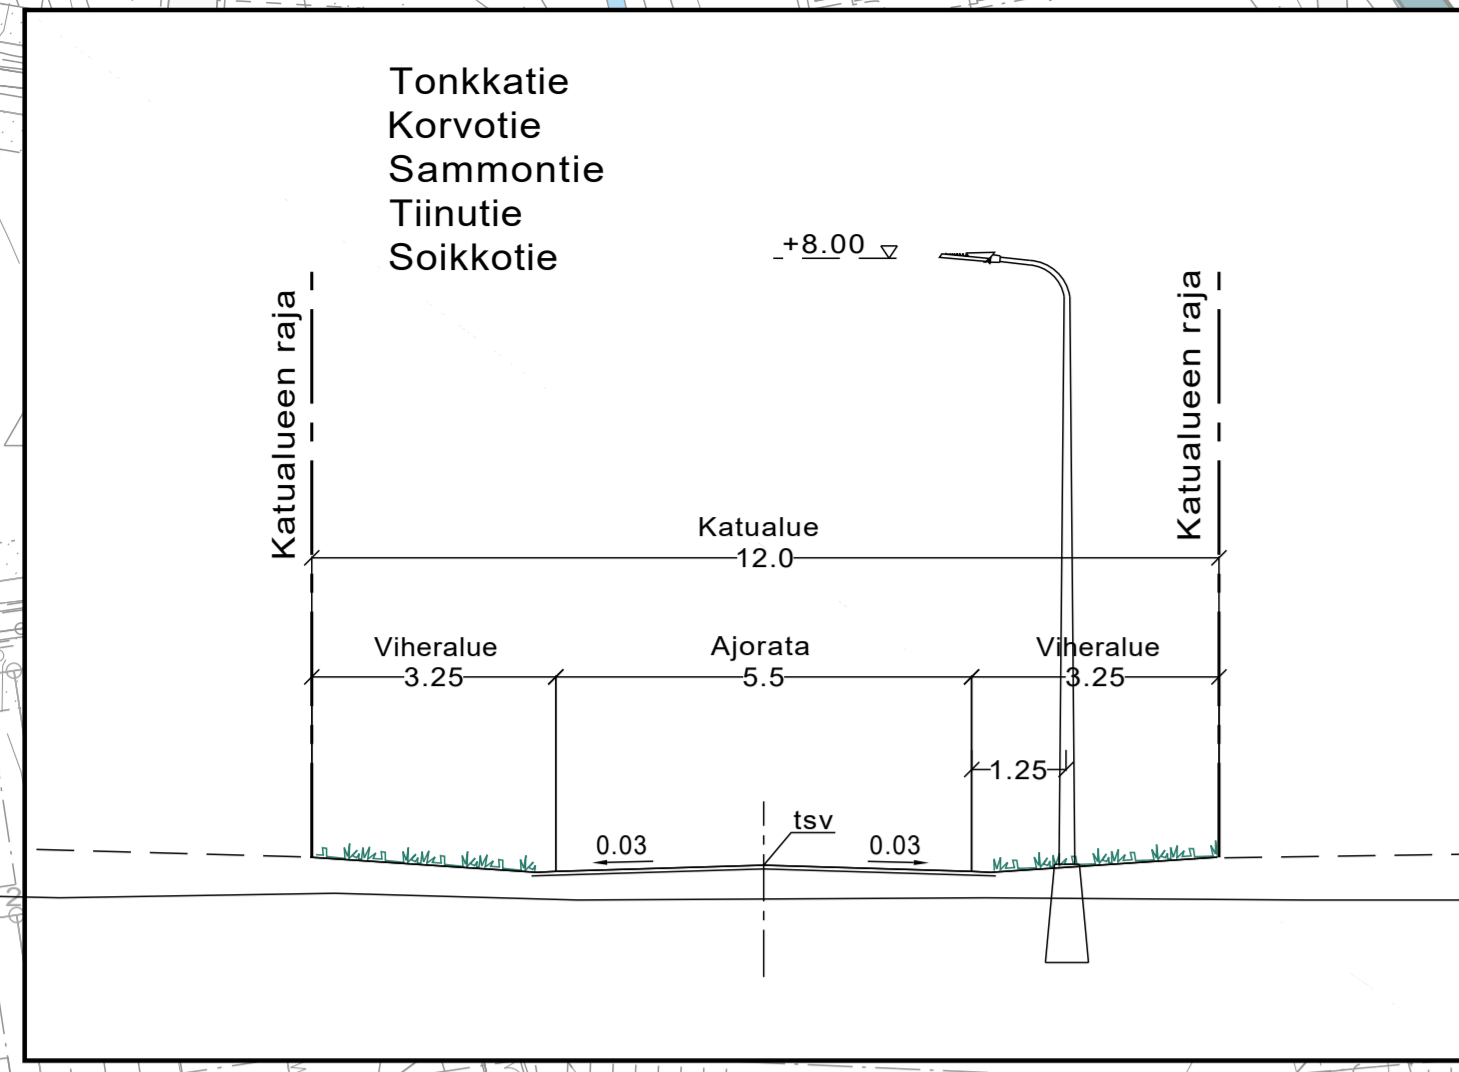 Tonkkatie
Korvotie
Sammontie
Tiinutie
Soikkotie
+8.00
Katualueen raja
Katualueen raja
Katualue
12.0
Viheralue
3.25
Ajorata
5.5
Viheralue
3.25
1.25
tsv
0.03
0.03
2